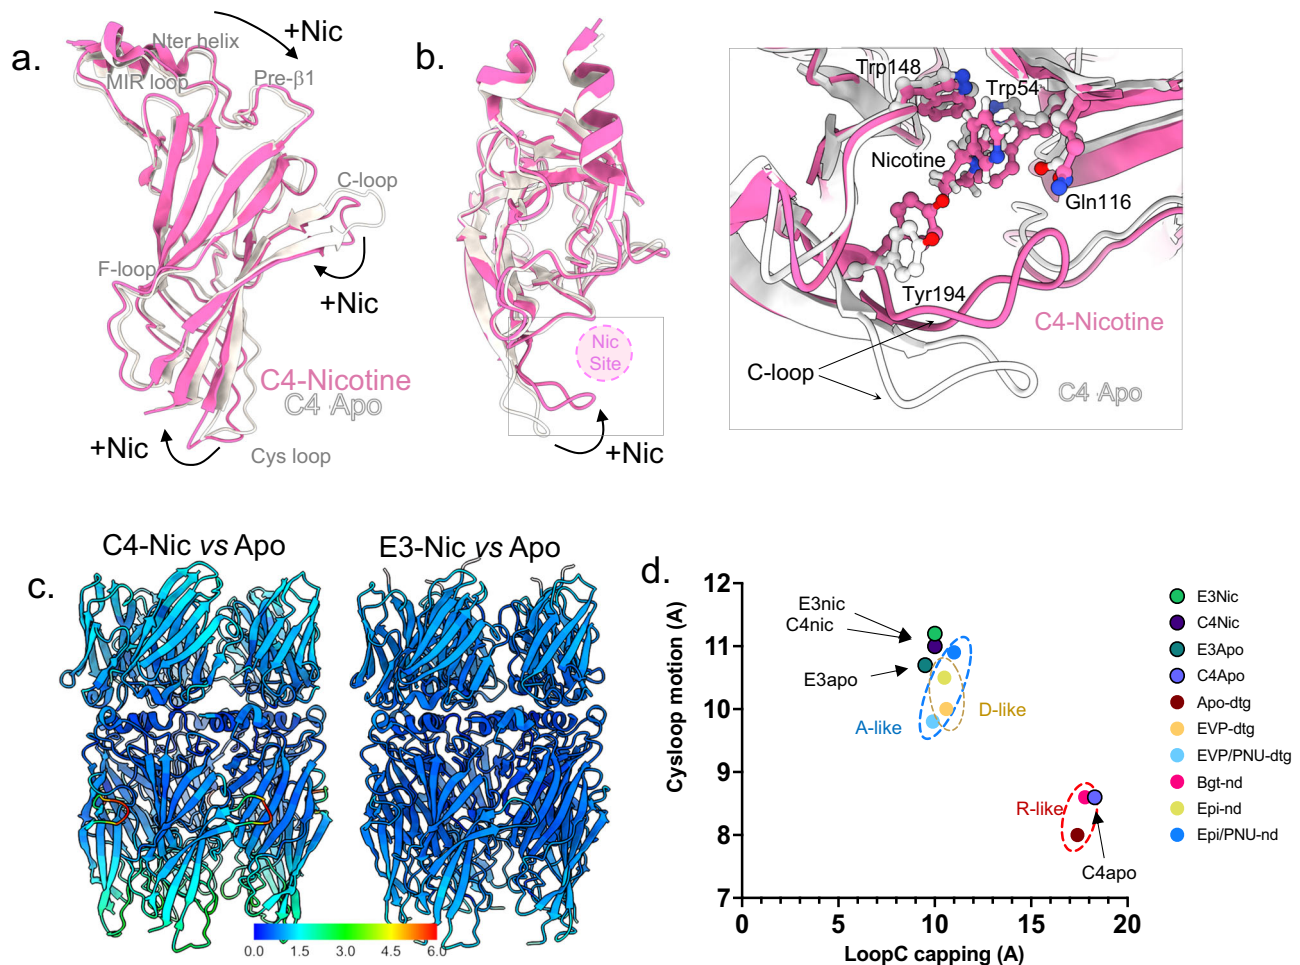 a.
Nter helix
+Nic
MIR loop
Pre-β1
C-loop
F-loop
+Nic
C4-Nicotine
C4 Apo
+Nic
Cys loop
b.
Nic
Site
+Nic
Trp148
Trp54
Nicotine
Gln116
Tyr194
C4-Nicotine
C-loop
C4 Apo
c.
C4-Nic vs Apo
E3-Nic vs Apo
0.0
1.5
3.0
4.5
6.0
d.
Cysloop motion (A)
12
11
10
9
8
7
0
5
10
15
20
LoopC capping (A)
E3nic
C4nic
E3apo
A-like
D-like
R-like
C4apo
E3Nic
C4Nic
E3Apo
C4Apo
Apo-dtg
EVP-dtg
EVP/PNU-dtg
Bgt-nd
Epi-nd
Epi/PNU-nd